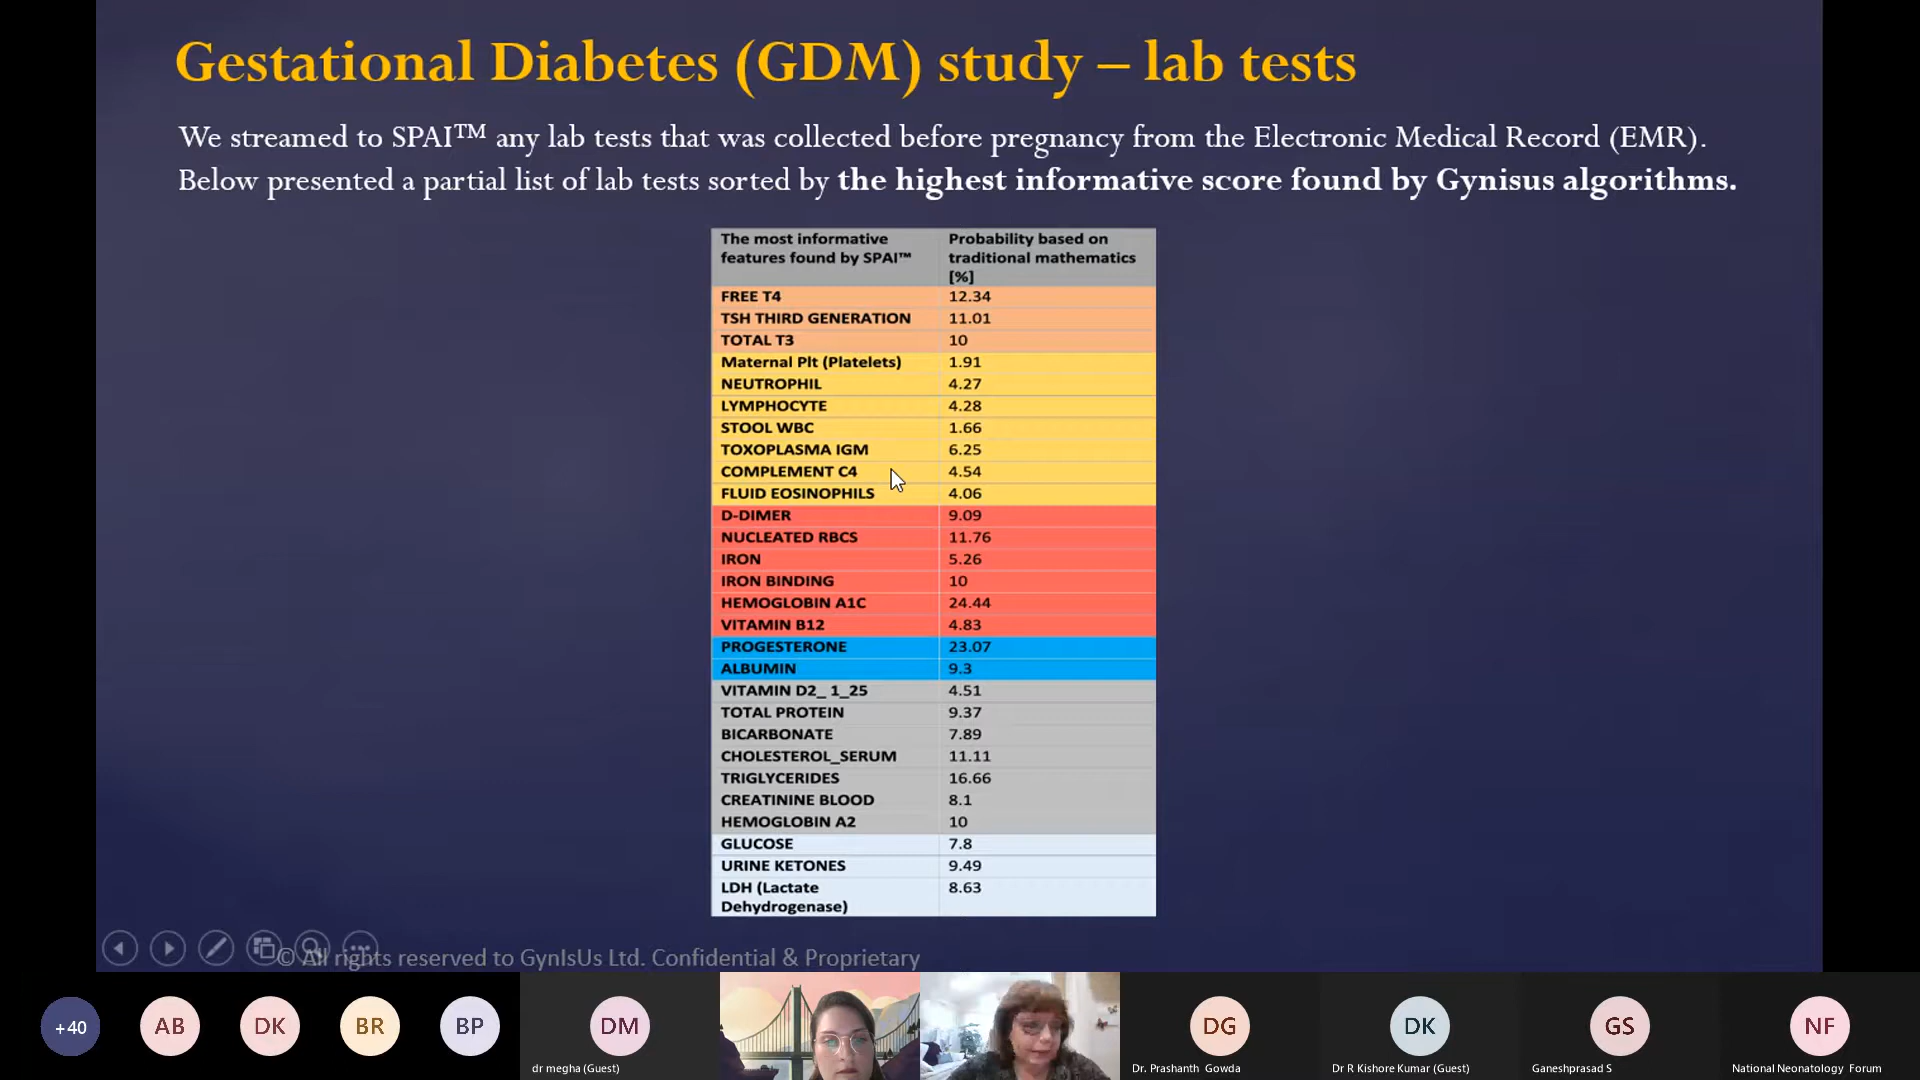 Gestational Diabetes (GDM) study – lab tests
We streamed to SPAI™ any lab tests that was collected before pregnancy from the Electronic Medical Record (EMR).
Below presented a partial list of lab tests sorted by the highest informative score found by Gynisus algorithms.
The most informative features found by SPAI™ Probability based on traditional mathematics [%]
FREE T4 12.34
TSH THIRD GENERATION 11.01
TOTAL T3 10
Maternal Plt (Platelets) 1.91
NEUTROPHIL 4.27
LYMPHOCYTE 4.28
STOOL WBC 1.66
TOXOPLASMA IGM 6.25
COMPLEMENT C4 4.54
FLUID EOSINOPHILS 4.06
D-DIMER 9.09
NUCLEATED RBCS 11.76
IRON 5.26
IRON BINDING 10
HEMOGLOBIN A1C 24.44
VITAMIN B12 4.83
PROGESTERONE 23.07
ALBUMIN 9.3
VITAMIN D2_ 1_25 4.51
TOTAL PROTEIN 9.37
BICARBONATE 7.89
CHOLESTEROL_SERUM 11.11
TRIGLYCERIDES 16.66
CREATININE BLOOD 8.1
HEMOGLOBIN A2 10
GLUCOSE 7.8
URINE KETONES 9.49
LDH (Lactate Dehydrogenase) 8.63
© All rights reserved to GynIsUs Ltd. Confidential & Proprietary
+40 AB DK BR BP DM DG DK GS NF
dr megha (Guest) Dr. Prashanth Gowda Dr R Kishore Kumar (Guest) Ganeshprasad S National Neonatology Forum